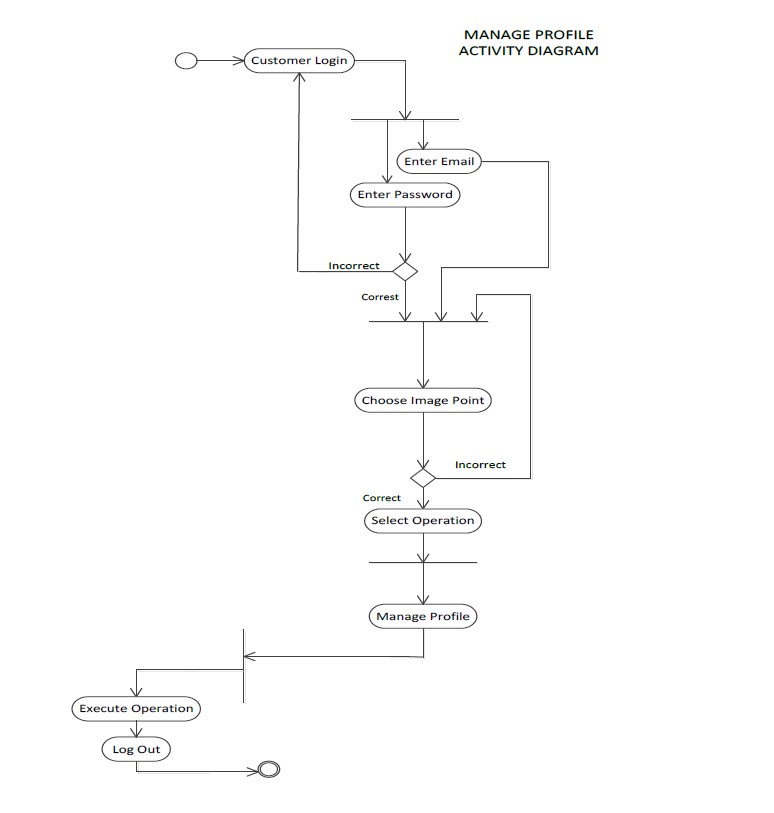 MANAGE PROFILE
ACTIVITY DIAGRAM
Customer Login
Enter Email
Enter Password
Incorrect
Correst
Choose Image Point
Incorrect
Correct
Select Operation
Manage Profile
Execute Operation
Log Out